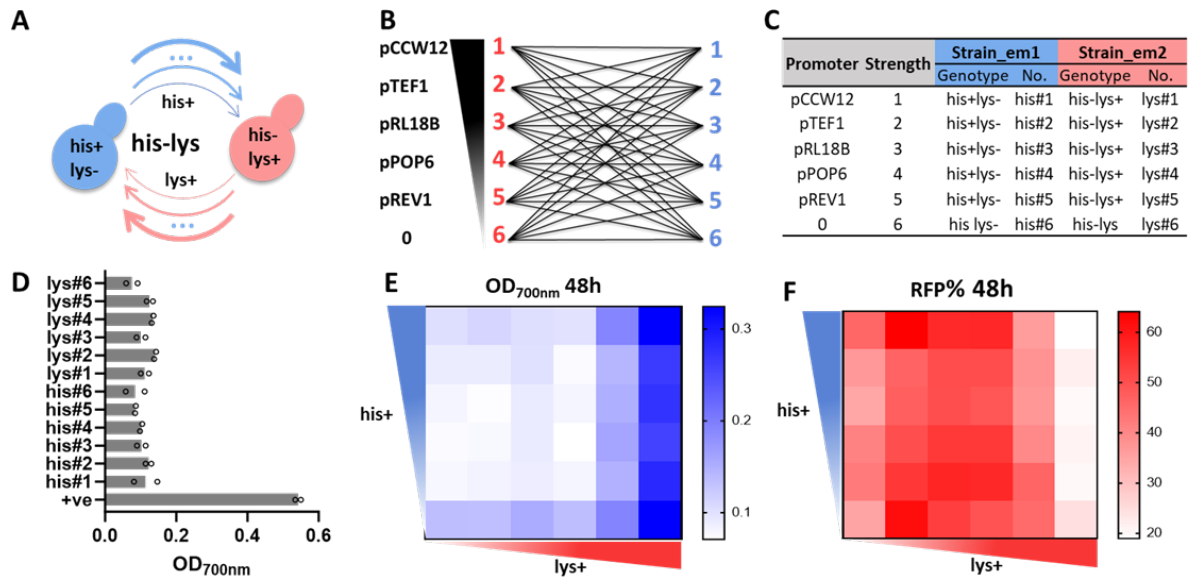 A
his+
his+
lys-
his-lys
his-
lys+
lys+
B
pCCW12 1 1
pTEF1 2 2
pRL18B 3 3
pPOP6 4 4
pREV1 5 5
0 6 6
C
Promoter Strength Strain_em1 Strain_em2
Genotype No. Genotype No.
pCCW12 1 his+lys- his#1 his-lys+ lys#1
pTEF1 2 his+lys- his#2 his-lys+ lys#2
pRL18B 3 his+lys- his#3 his-lys+ lys#3
pPOP6 4 his+lys- his#4 his-lys+ lys#4
pREV1 5 his+lys- his#5 his-lys+ lys#5
0 6 his lys- his#6 his-lys lys#6
D
lys#6
lys#5
lys#4
lys#3
lys#2
lys#1
his#6
his#5
his#4
his#3
his#2
his#1
+ve
0.0 0.2 0.4 0.6
OD700nm
E
OD700nm 48h
his+
lys+
0.3
0.2
0.1
F
RFP% 48h
his+
lys+
60
50
40
30
20